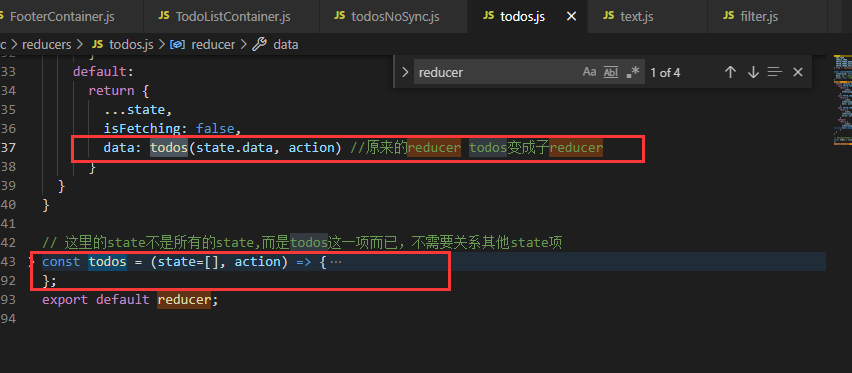 FooterContainer.js TodoListContainer.js todosNoSync.js JS todos.js × JS text.js JS filter.js
c > reducers > JS todos.js > reducer > data
reducer Aa Abl .* 1 of 4
33 default:
34 return {
35 ...state,
36 isFetching: false,
37 data: todos(state.data, action) //原来的reducer todos变成子reducer
38 }
39 }
40 }
41
42 // 这里的state不是所有的state,而是todos这一项而已，不需要关系其他state项
43 const todos = (state=[], action) => {…
92 };
93 export default reducer;
94